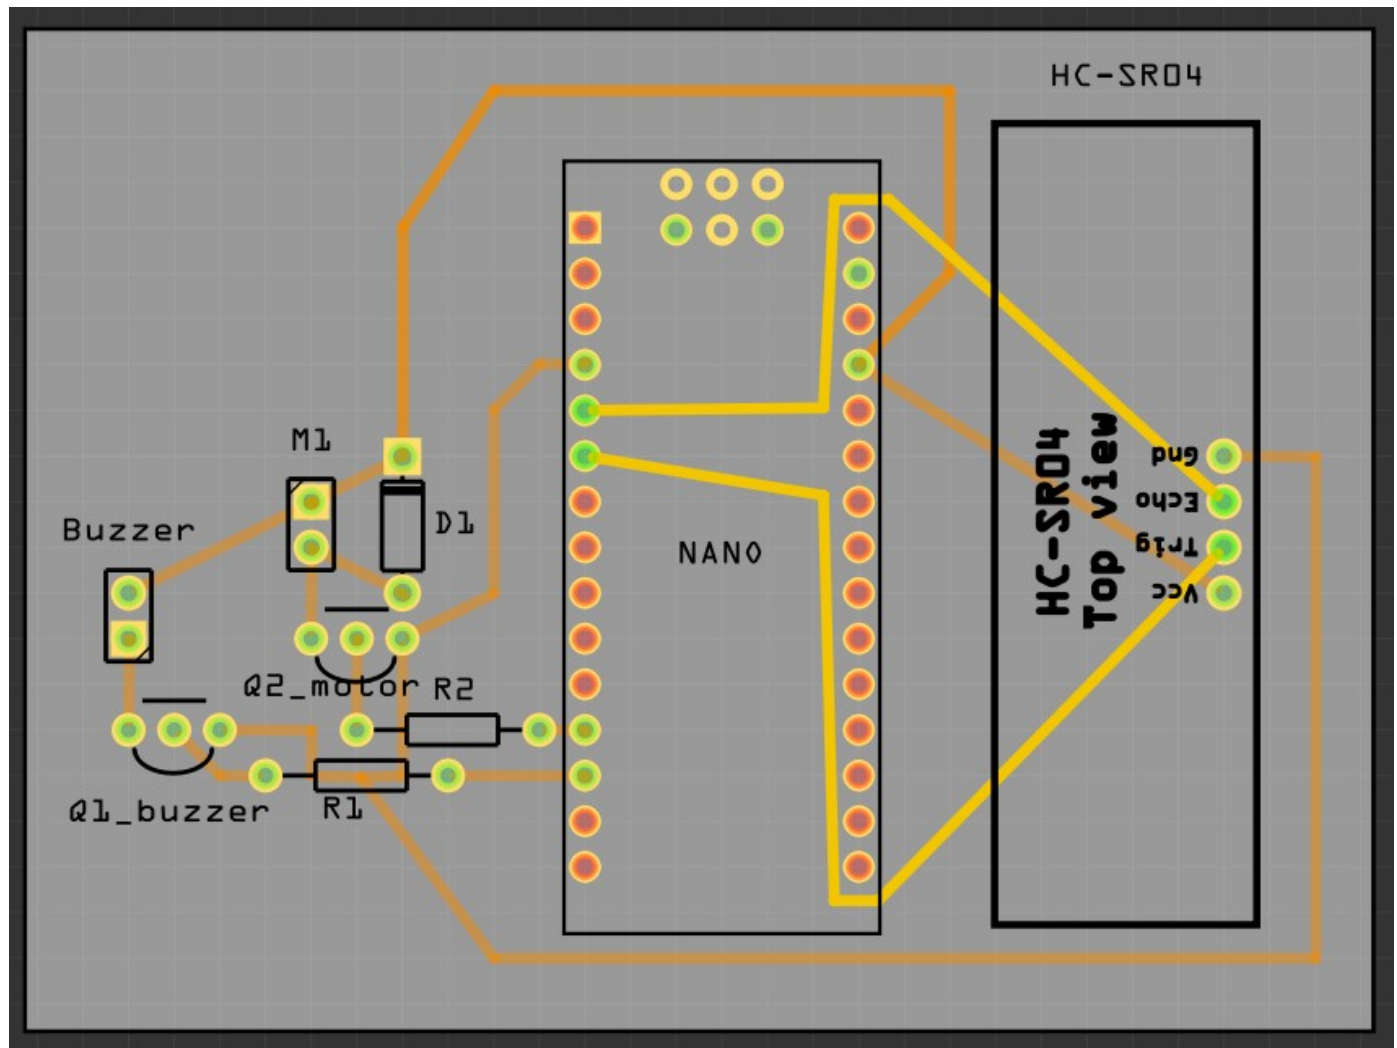 HC-SR04
M1
Buzzer
D1
NANO
HC-SR04
Top view
Gnd
Echo
Trig
Vcc
Q2_motor
R2
Q1_buzzer
R1